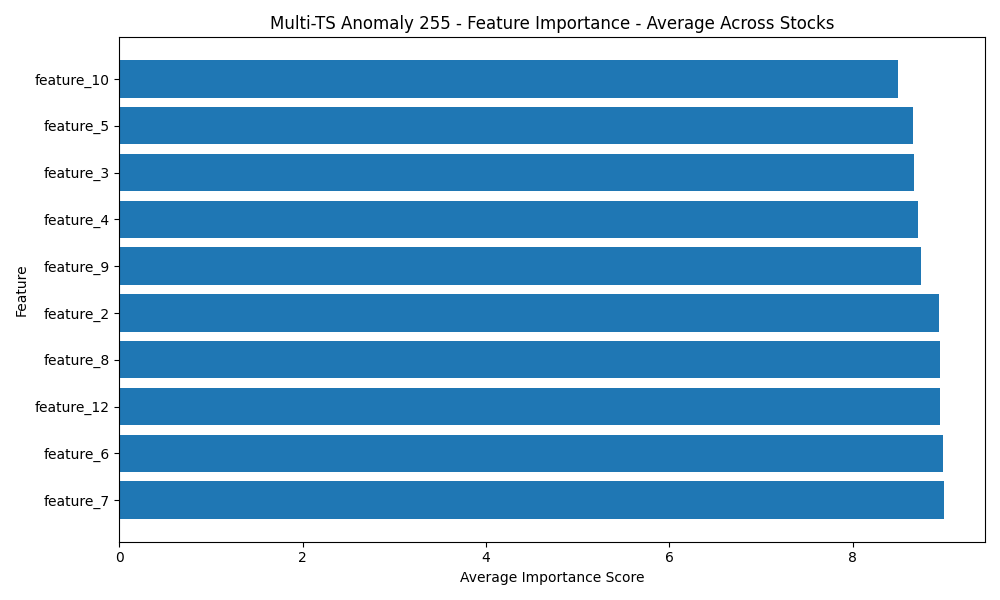 Multi-TS Anomaly 255 - Feature Importance - Average Across Stocks
feature_10
feature_5
feature_3
feature_4
feature_9
feature_2
feature_8
feature_12
feature_6
feature_7
Feature
0 2 4 6 8
Average Importance Score